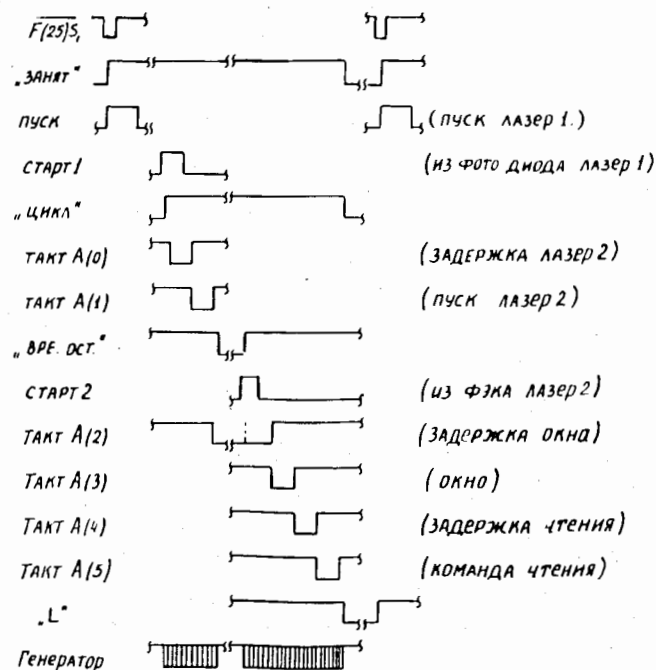 F(25)S₁
„ЗАНЯТ"
ПУСК (ПУСК ЛАЗЕР 1.)
СТАРТ 1 (ИЗ ФОТО ДИОДА ЛАЗЕР 1)
„ЦИКЛ"
ТАКТ А(0) (ЗАДЕРЖКА ЛАЗЕР 2)
ТАКТ А(1) (ПУСК ЛАЗЕР 2)
„ВРЕ. ОСТ."
СТАРТ 2 (ИЗ ФЭКА ЛАЗЕР 2)
ТАКТ А(2) (ЗАДЕРЖКА ОКНА)
ТАКТ А(3) (ОКНО)
ТАКТ А(4) (ЗАДЕРЖКА ЧТЕНИЯ)
ТАКТ А(5) (КОМАНДА ЧТЕНИЯ)
„L"
Генератор